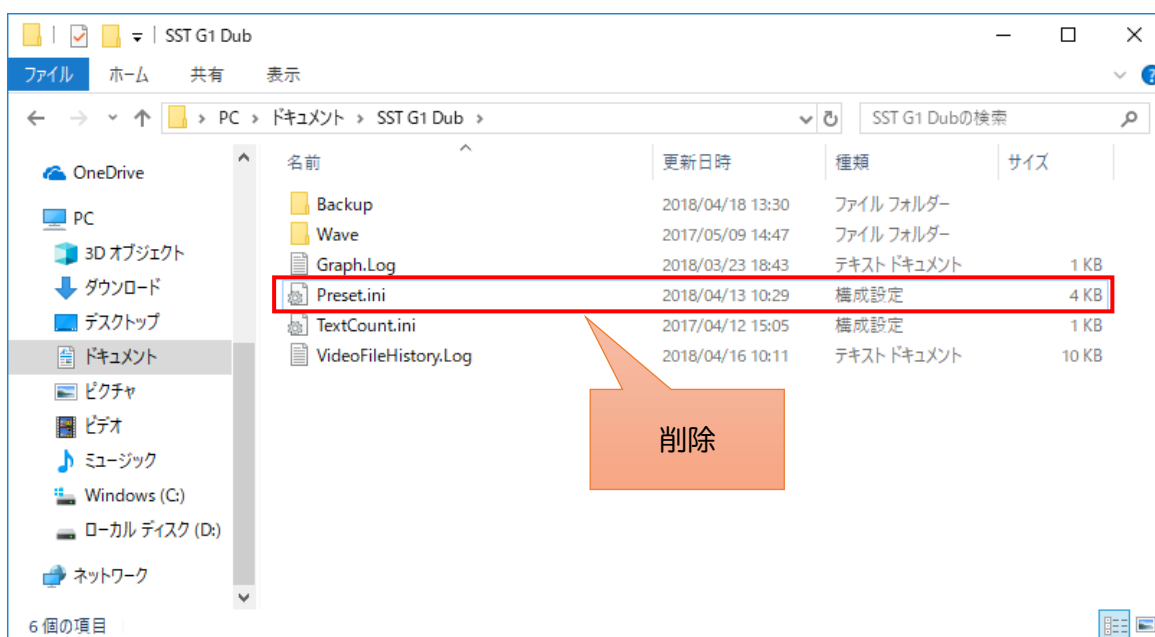 SST G1 Dub
ファイル ホーム 共有 表示
PC ドキュメント SST G1 Dub SST G1 Dubの検索
名前 更新日時 種類 サイズ
OneDrive
PC
3D オブジェクト
ダウンロード
デスクトップ
ドキュメント
ピクチャ
ビデオ
ミュージック
Windows (C:)
ローカル ディスク (D:)
ネットワーク
Backup 2018/04/18 13:30 ファイル フォルダー
Wave 2017/05/09 14:47 ファイル フォルダー
Graph.Log 2018/03/23 18:43 テキスト ドキュメント 1 KB
Preset.ini 2018/04/13 10:29 構成設定 4 KB
TextCount.ini 2017/04/12 15:05 構成設定 1 KB
VideoFileHistory.Log 2018/04/16 10:11 テキスト ドキュメント 10 KB
削除
6 個の項目